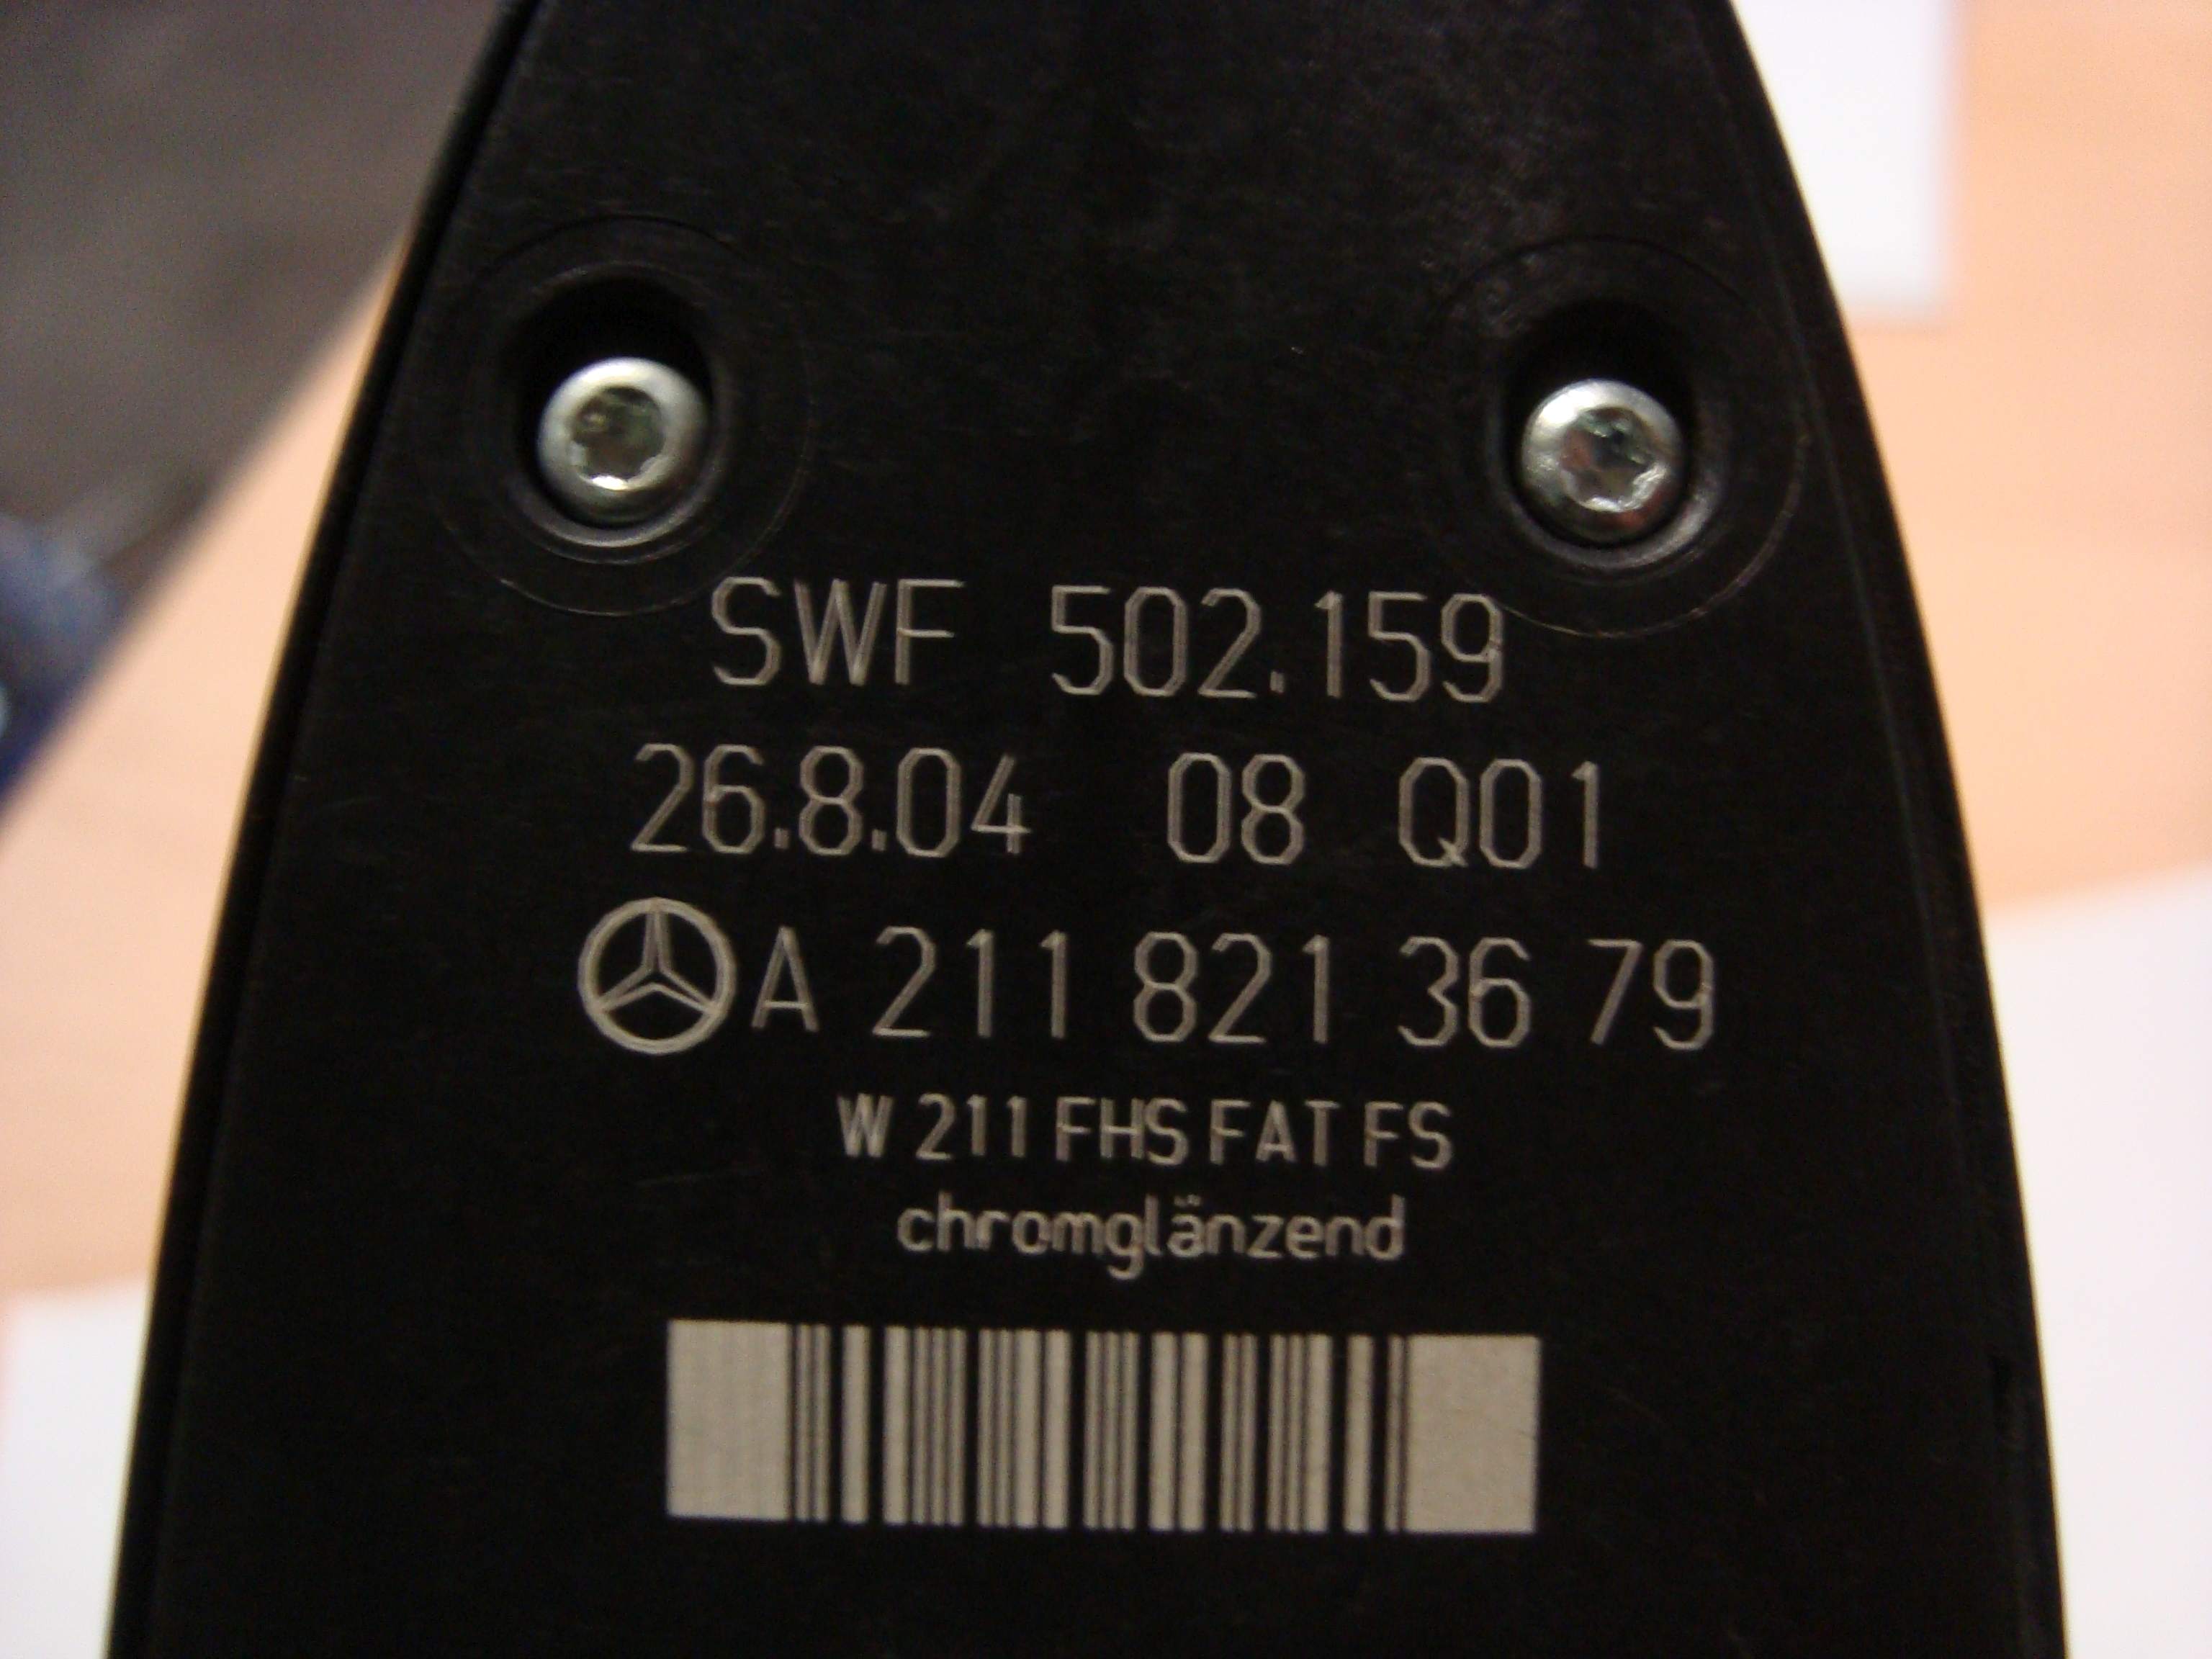 SWF 502.159
26.8.04 08 Q01
A 211 821 36 79
W 211 FHS FAT FS
chromglänzend